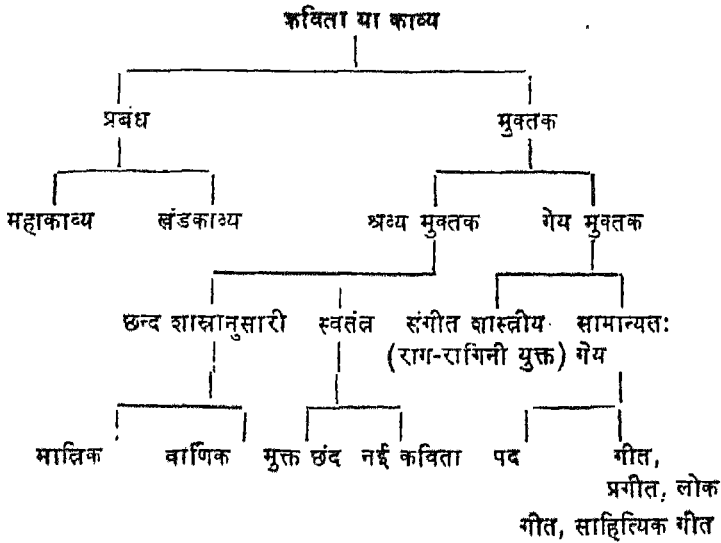 कविता या काव्य
प्रबंध मुक्तक
महाकाव्य खंडकाव्य श्रव्य मुक्तक गेय मुक्तक
छन्द शास्त्रानुसारी स्वतंत्र संगीत शास्त्रीय सामान्यतः
(राग-रागिनी युक्त) गेय
मात्रिक वार्णिक मुक्त छंद नई कविता पद गीत,
प्रगीत, लोक
गीत, साहित्यिक गीत